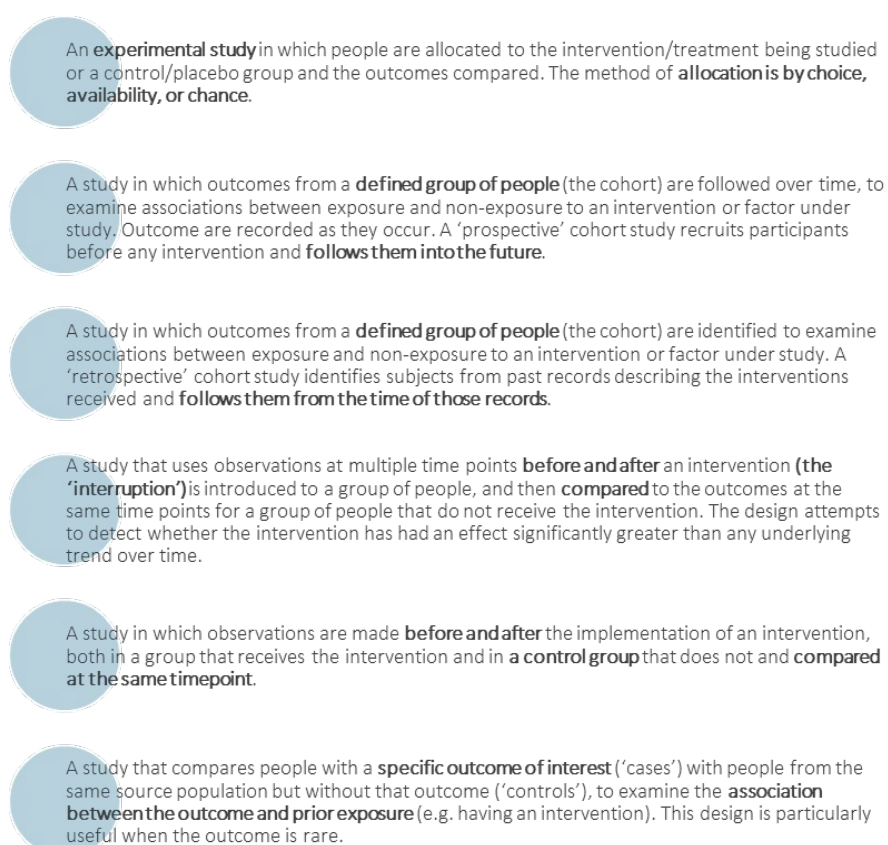 An experimental study in which people are allocated to the intervention/treatment being studied
or a control/placebo group and the outcomes compared. The method of allocation is by choice,
availability, or chance.
A study in which outcomes from a defined group of people (the cohort) are followed over time, to
examine associations between exposure and non-exposure to an intervention or factor under
study. Outcome are recorded as they occur. A ‘prospective’ cohort study recruits participants
before any intervention and follows them into the future.
A study in which outcomes from a defined group of people (the cohort) are identified to examine
associations between exposure and non-exposure to an intervention or factor under study. A
‘retrospective’ cohort study identifies subjects from past records describing the interventions
received and follows them from the time of those records.
A study that uses observations at multiple time points before and after an intervention (the
‘interruption’) is introduced to a group of people, and then compared to the outcomes at the
same time points for a group of people that do not receive the intervention. The design attempts
to detect whether the intervention has had an effect significantly greater than any underlying
trend over time.
A study in which observations are made before and after the implementation of an intervention,
both in a group that receives the intervention and in a control group that does not and compared
at the same timepoint.
A study that compares people with a specific outcome of interest (‘cases’) with people from the
same source population but without that outcome (‘controls’), to examine the association
between the outcome and prior exposure (e.g. having an intervention). This design is particularly
useful when the outcome is rare.